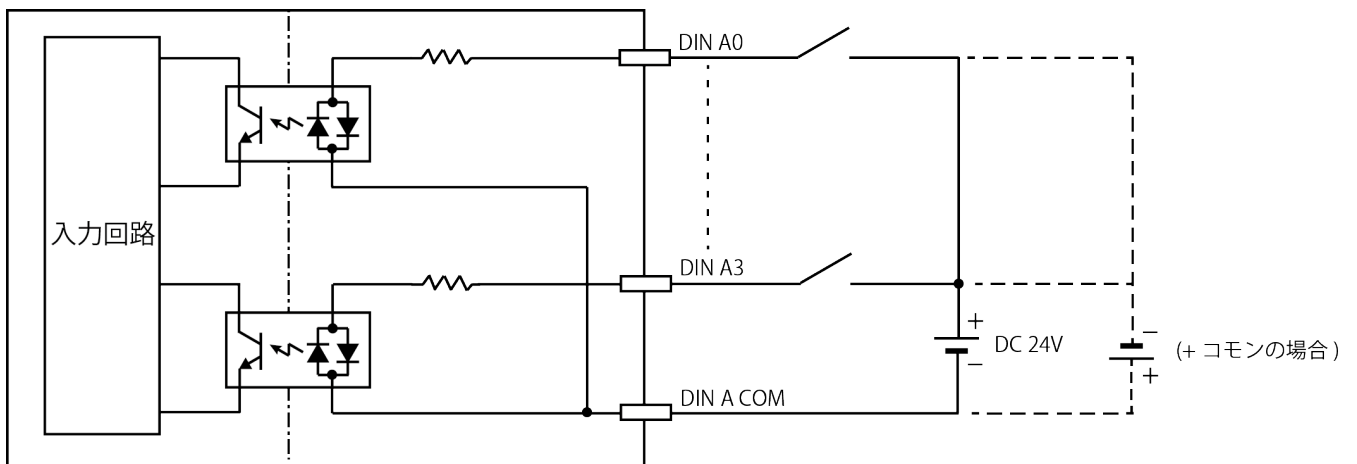 DIN A0
入力回路
DIN A3
+
DC 24V
−
−
(+ コモンの場合 )
+
DIN A COM